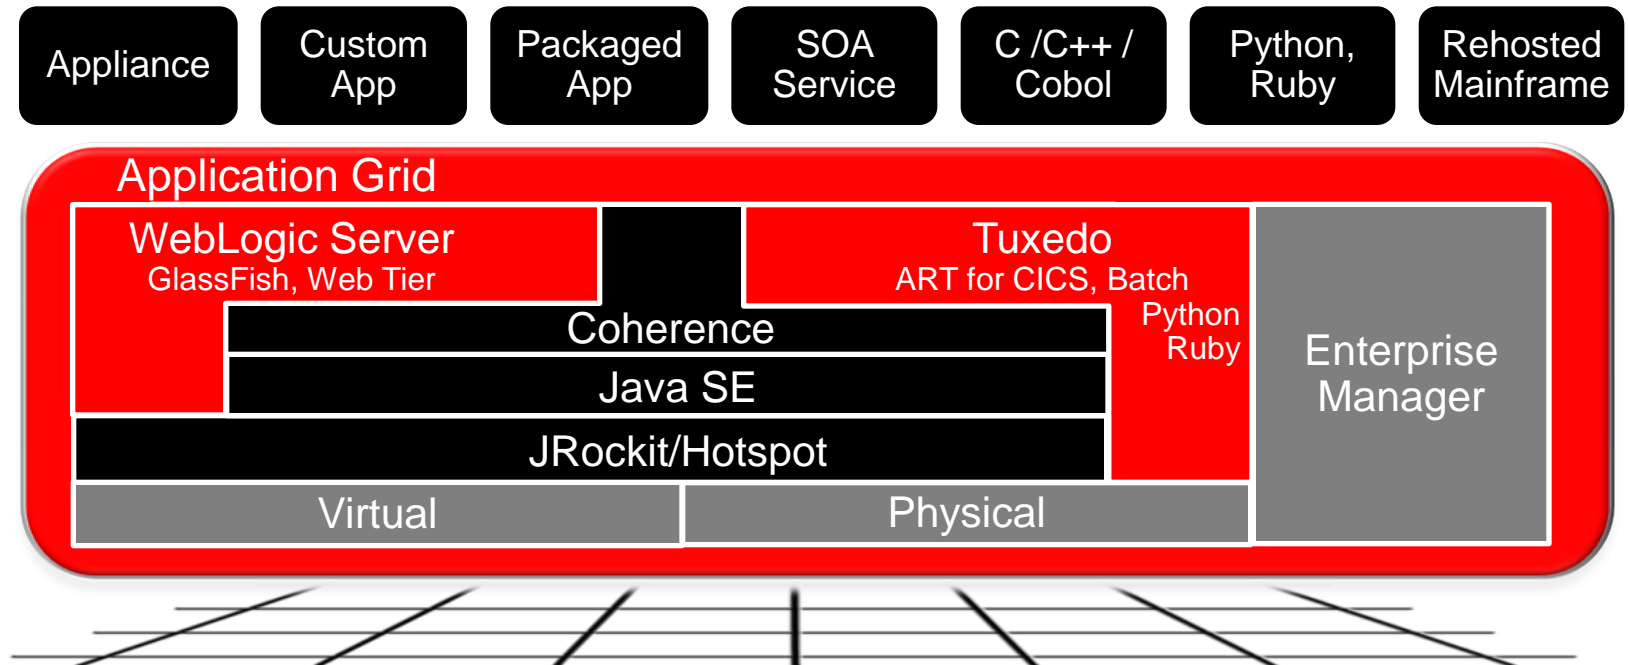 Appliance
Custom
App
Packaged
App
SOA
Service
C /C++ /
Cobol
Python,
Ruby
Rehosted
Mainframe
Application Grid
WebLogic Server
GlassFish, Web Tier
Tuxedo
ART for CICS, Batch
Python
Ruby
Coherence
Java SE
JRockit/Hotspot
Virtual
Physical
Enterprise
Manager